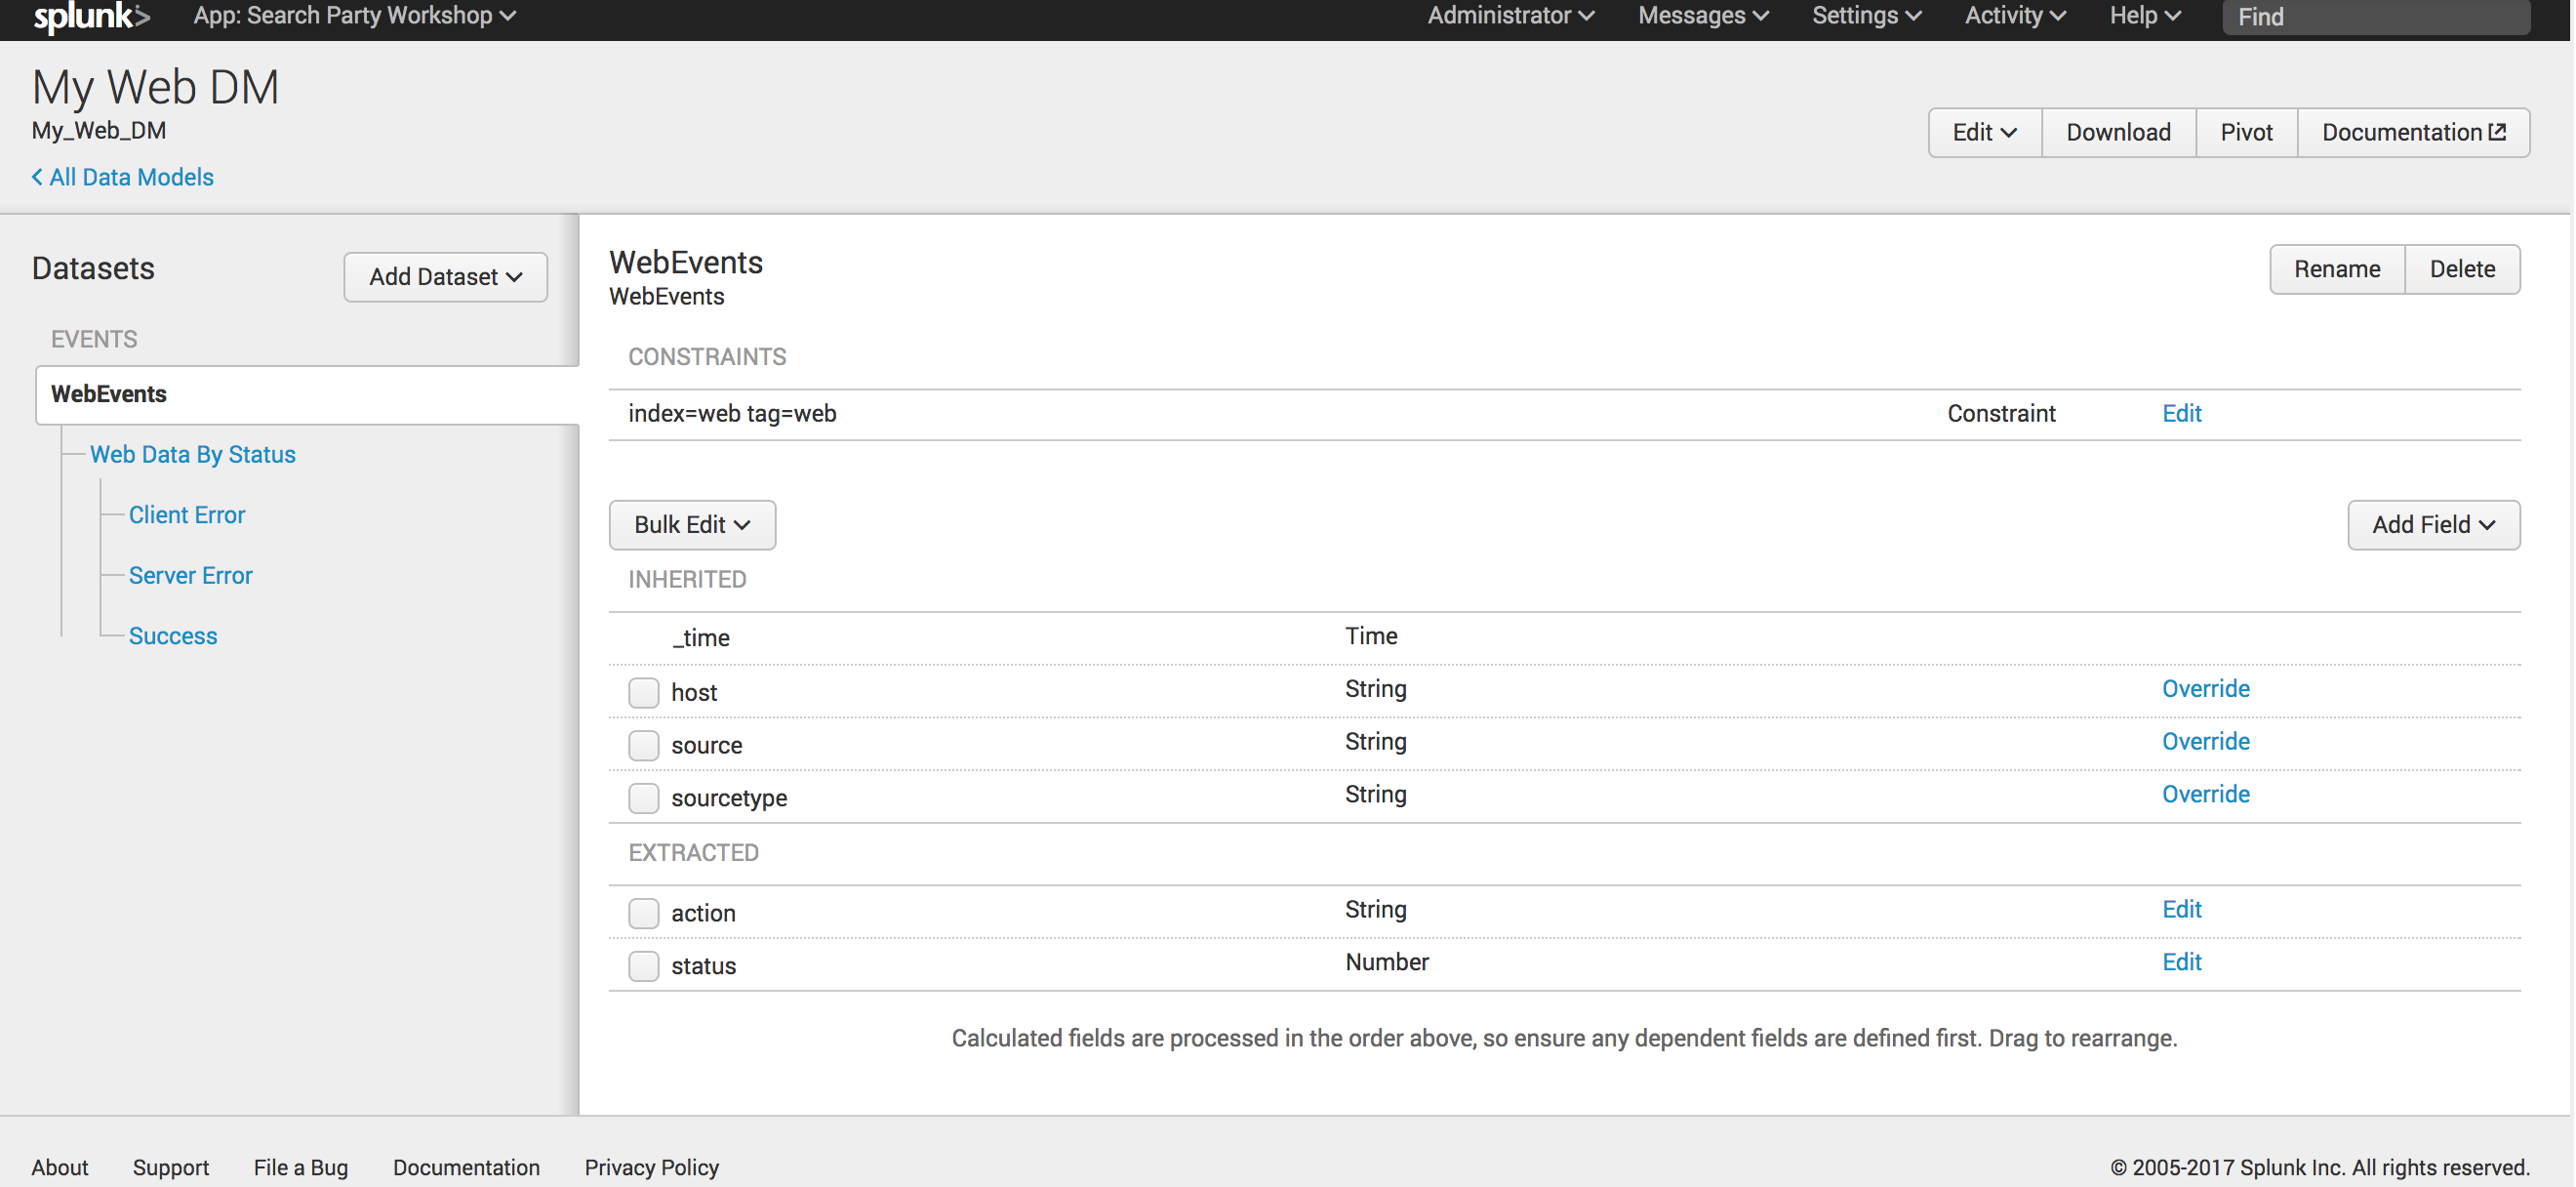 splunk> App: Search Party Workshop Administrator Messages Settings Activity Help Find
My Web DM
My_Web_DM
All Data Models
Edit Download Pivot Documentation
Datasets
Add Dataset
EVENTS
WebEvents
Web Data By Status
Client Error
Server Error
Success
WebEvents
WebEvents
Rename Delete
CONSTRAINTS
index=web tag=web Constraint Edit
Bulk Edit Add Field
INHERITED
_time Time
host String Override
source String Override
sourcetype String Override
EXTRACTED
action String Edit
status Number Edit
Calculated fields are processed in the order above, so ensure any dependent fields are defined first. Drag to rearrange.
About Support File a Bug Documentation Privacy Policy © 2005-2017 Splunk Inc. All rights reserved.